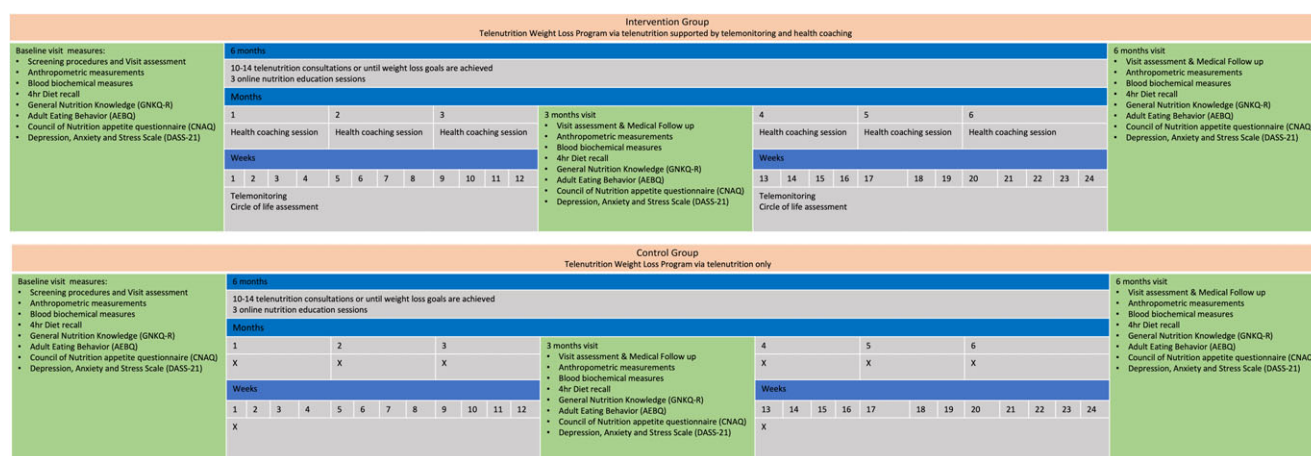 Intervention Group
Telenutrition Weight Loss Program via telenutrition supported by telemonitoring and health coaching
Baseline visit measures:
• Screening procedures and Visit assessment
• Anthropometric measurements
• Blood biochemical measures
• 4hr Diet recall
• General Nutrition Knowledge (GNKQ-R)
• Adult Eating Behavior (AEBQ)
• Council of Nutrition appetite questionnaire (CNAQ)
• Depression, Anxiety and Stress Scale (DASS-21)
6 months
10-14 telenutrition consultations or until weight loss goals are achieved
3 online nutrition education sessions
Months
1 2 3
Health coaching session Health coaching session Health coaching session
Weeks
1 2 3 4 5 6 7 8 9 10 11 12
Telemonitoring
Circle of life assessment
3 months visit
• Visit assessment & Medical Follow up
• Anthropometric measurements
• Blood biochemical measures
• 4hr Diet recall
• General Nutrition Knowledge (GNKQ-R)
• Adult Eating Behavior (AEBQ)
• Council of Nutrition appetite questionnaire (CNAQ)
• Depression, Anxiety and Stress Scale (DASS-21)
4 5 6
Health coaching session Health coaching session Health coaching session
Weeks
13 14 15 16 17 18 19 20 21 22 23 24
Telemonitoring
Circle of life assessment
6 months visit
• Visit assessment & Medical Follow up
• Anthropometric measurements
• Blood biochemical measures
• 4hr Diet recall
• General Nutrition Knowledge (GNKQ-R)
• Adult Eating Behavior (AEBQ)
• Council of Nutrition appetite questionnaire (CNAQ)
• Depression, Anxiety and Stress Scale (DASS-21)
Control Group
Telenutrition Weight Loss Program via telenutrition only
Baseline visit measures:
• Screening procedures and Visit assessment
• Anthropometric measurements
• Blood biochemical measures
• 4hr Diet recall
• General Nutrition Knowledge (GNKQ-R)
• Adult Eating Behavior (AEBQ)
• Council of Nutrition appetite questionnaire (CNAQ)
• Depression, Anxiety and Stress Scale (DASS-21)
6 months
10-14 telenutrition consultations or until weight loss goals are achieved
3 online nutrition education sessions
Months
1 2 3
X X X
Weeks
1 2 3 4 5 6 7 8 9 10 11 12
X
3 months visit
• Visit assessment & Medical Follow up
• Anthropometric measurements
• Blood biochemical measures
• 4hr Diet recall
• General Nutrition Knowledge (GNKQ-R)
• Adult Eating Behavior (AEBQ)
• Council of Nutrition appetite questionnaire (CNAQ)
• Depression, Anxiety and Stress Scale (DASS-21)
4 5 6
X X X
Weeks
13 14 15 16 17 18 19 20 21 22 23 24
X
6 months visit
• Visit assessment & Medical Follow up
• Anthropometric measurements
• Blood biochemical measures
• 4hr Diet recall
• General Nutrition Knowledge (GNKQ-R)
• Adult Eating Behavior (AEBQ)
• Council of Nutrition appetite questionnaire (CNAQ
• Depression, Anxiety and Stress Scale (DASS-21)